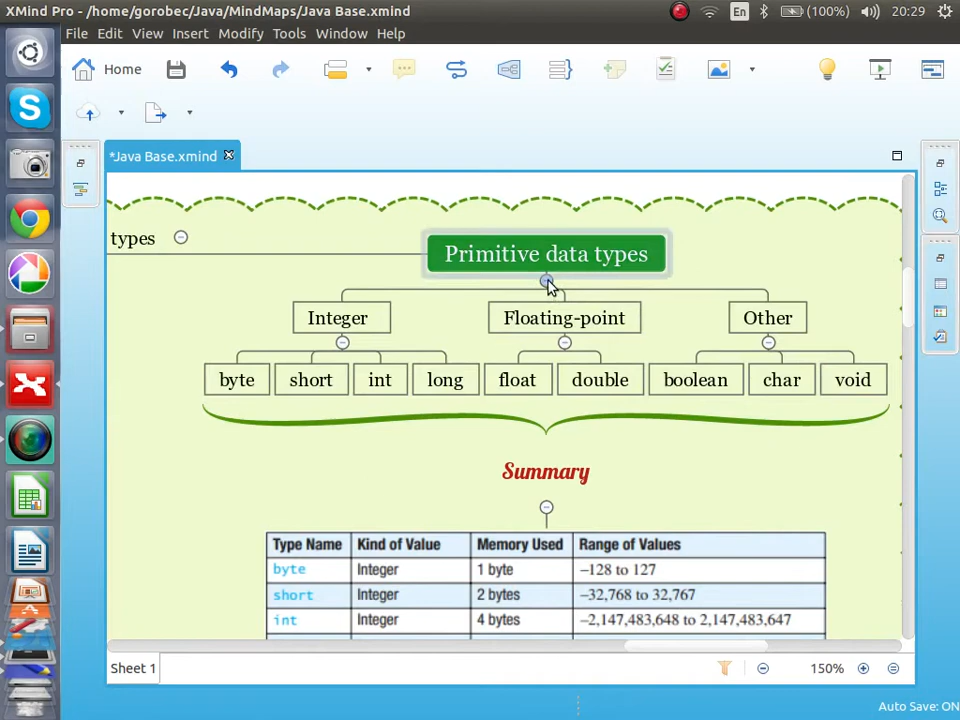 XMind Pro - /home/gorobec/Java/MindMaps/Java Base.xmind
En
(100%)
20:29
File Edit View Insert Modify Tools Window Help
Home
*Java Base.xmind
types
Primitive data types
Integer
Floating-point
Other
byte
short
int
long
float
double
boolean
char
void
Summary
Type Name Kind of Value Memory Used Range of Values
byte Integer 1 byte –128 to 127
short Integer 2 bytes –32,768 to 32,767
int Integer 4 bytes –2,147,483,648 to 2,147,483,647
Sheet 1
150%
Auto Save: ON